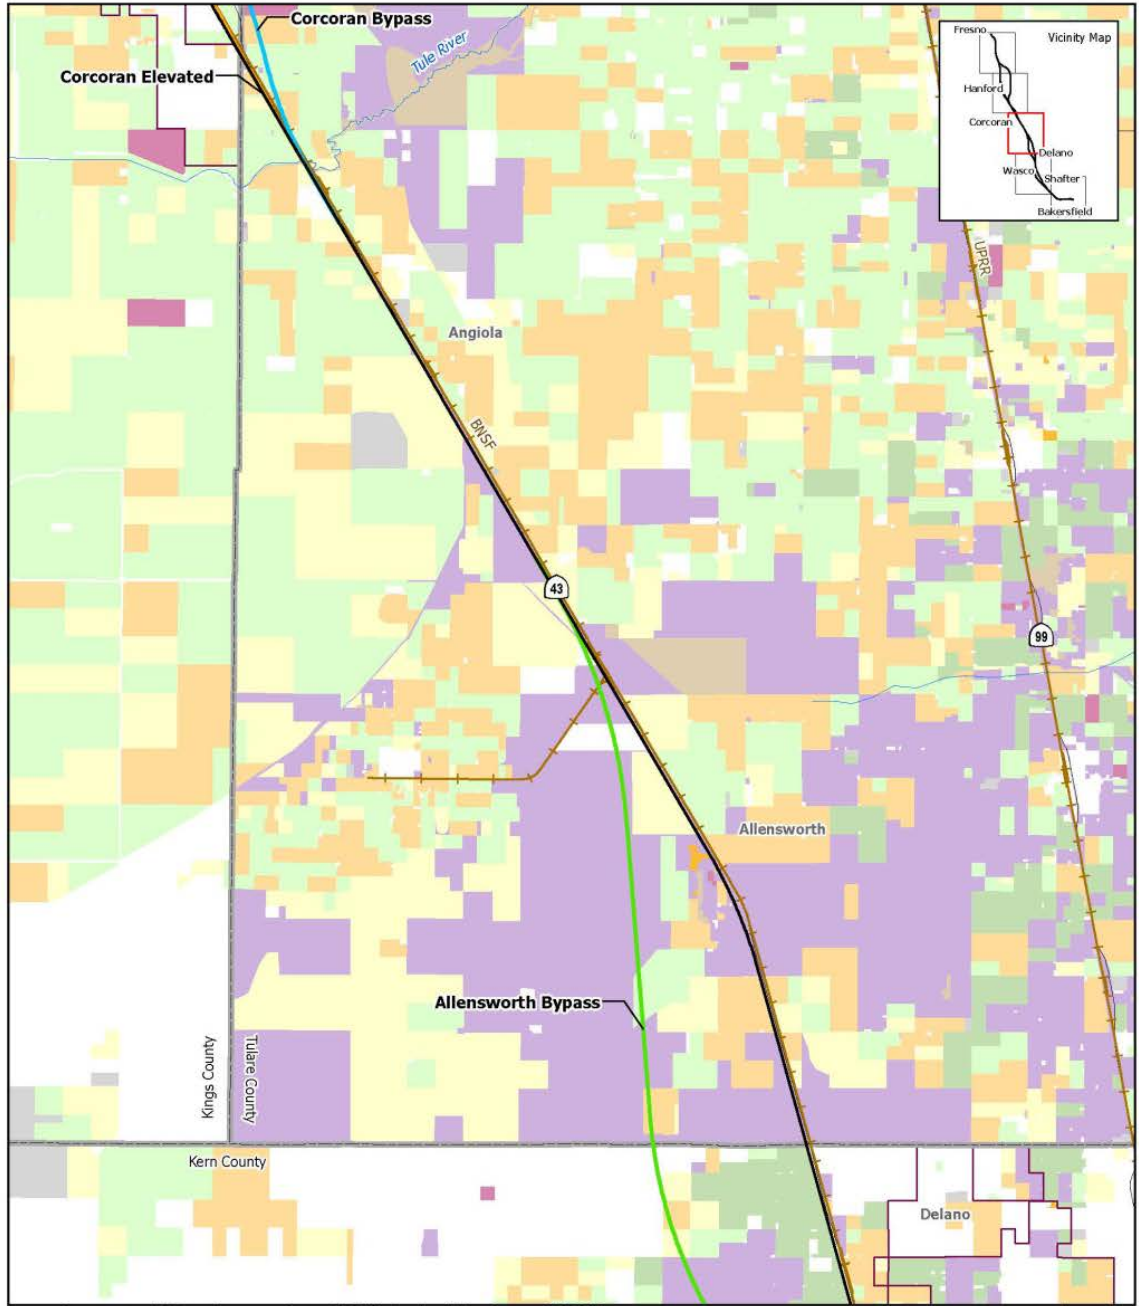 Corcoran Bypass
Tule River
Corcoran Elevated
Fresno
Vicinity Map
Hanford
Corcoran
Delano
Wasco
Shafter
Bakersfield
UPRR
Angiola
BNSF
43
99
Allensworth
Allensworth Bypass
Kings County
Tulare County
Kern County
Delano